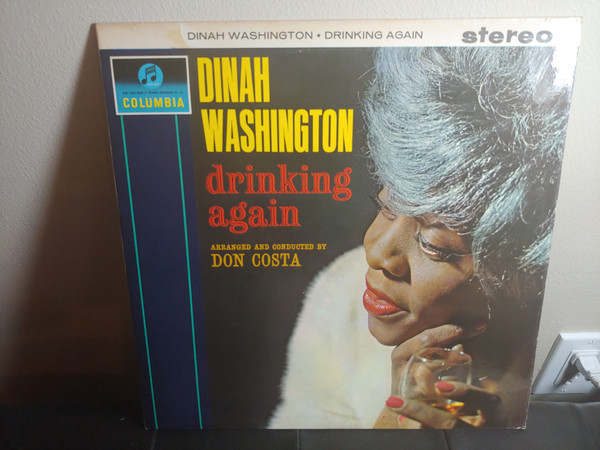 DINAH WASHINGTON • DRINKING AGAIN
stereo
COLUMBIA
DINAH
WASHINGTON
drinking
again
ARRANGED AND CONDUCTED BY
DON COSTA